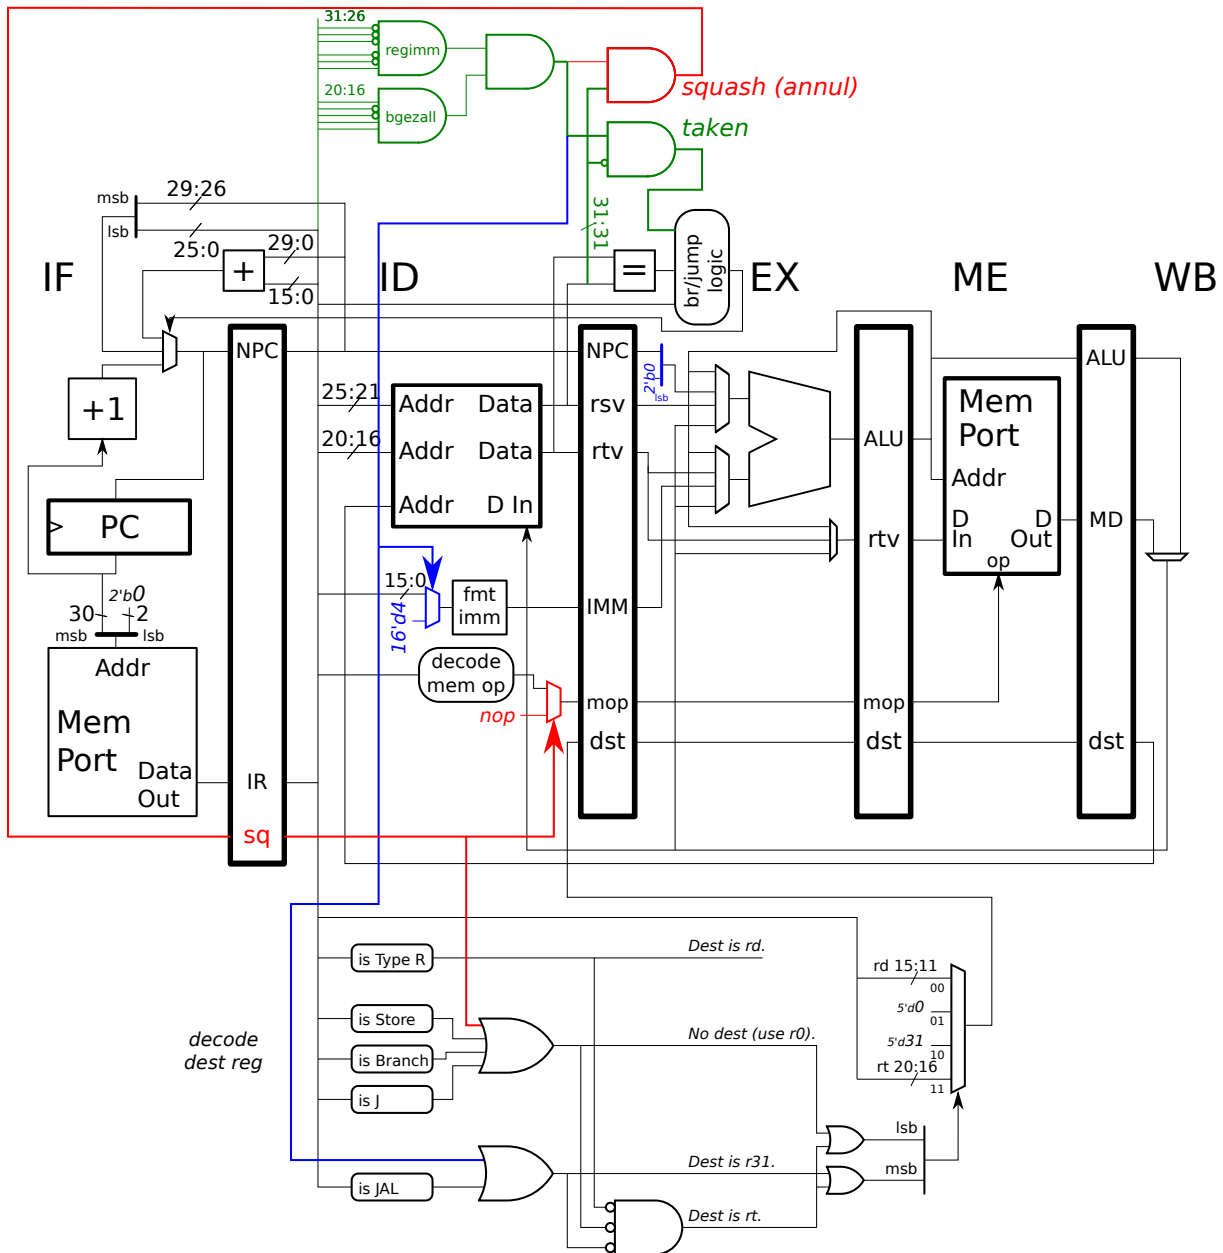 31:26
regimm
20:16
bgezall
squash (annul)
taken
31:31
msb
29:26
lsb
25:0
29:0
+
15:0
=
br/jump
logic
IF
ID
EX
ME
WB
NPC
NPC
2'b0
lsb
ALU
+1
25:21
Addr
Data
rsv
20:16
Addr
Data
rtv
ALU
Mem
Port
Addr
PC
Addr
D In
D
In
D
Out
op
MD
rtv
2'b0
30
2
msb
lsb
15:0
16'd4
fmt
imm
IMM
Addr
Mem
Port
Data
Out
decode
mem op
nop
mop
mop
dst
dst
dst
IR
sq
is Type R
Dest is rd.
rd 15:11
00
5'd0
01
5'd31
10
rt 20:16
11
is Store
No dest (use r0).
decode
dest reg
is Branch
is J
lsb
msb
Dest is r31.
is JAL
Dest is rt.